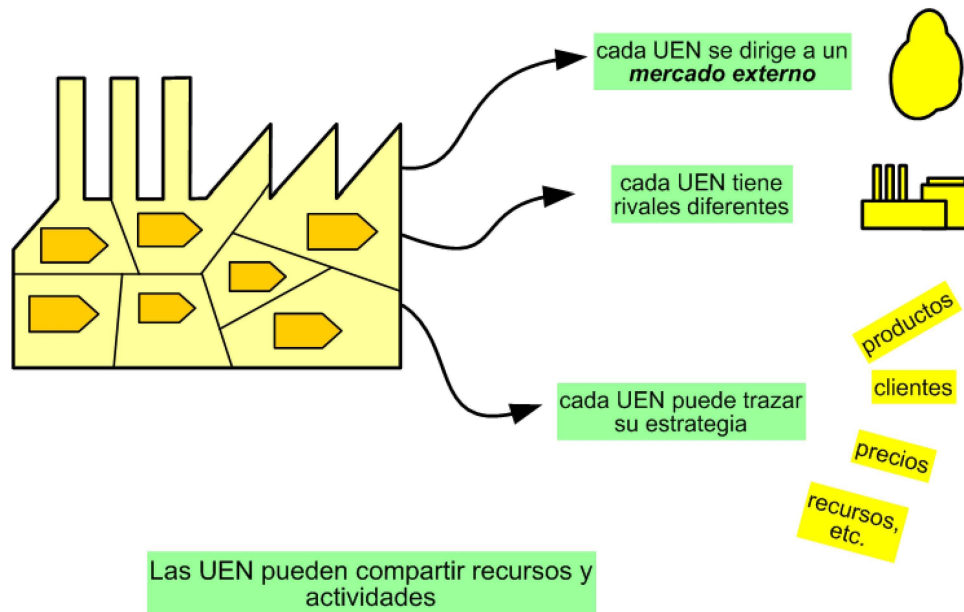 cada UEN se dirige a un
mercado externo
cada UEN tiene
rivales diferentes
cada UEN puede trazar
su estrategia
productos
clientes
precios
recursos,
etc.
Las UEN pueden compartir recursos y
actividades